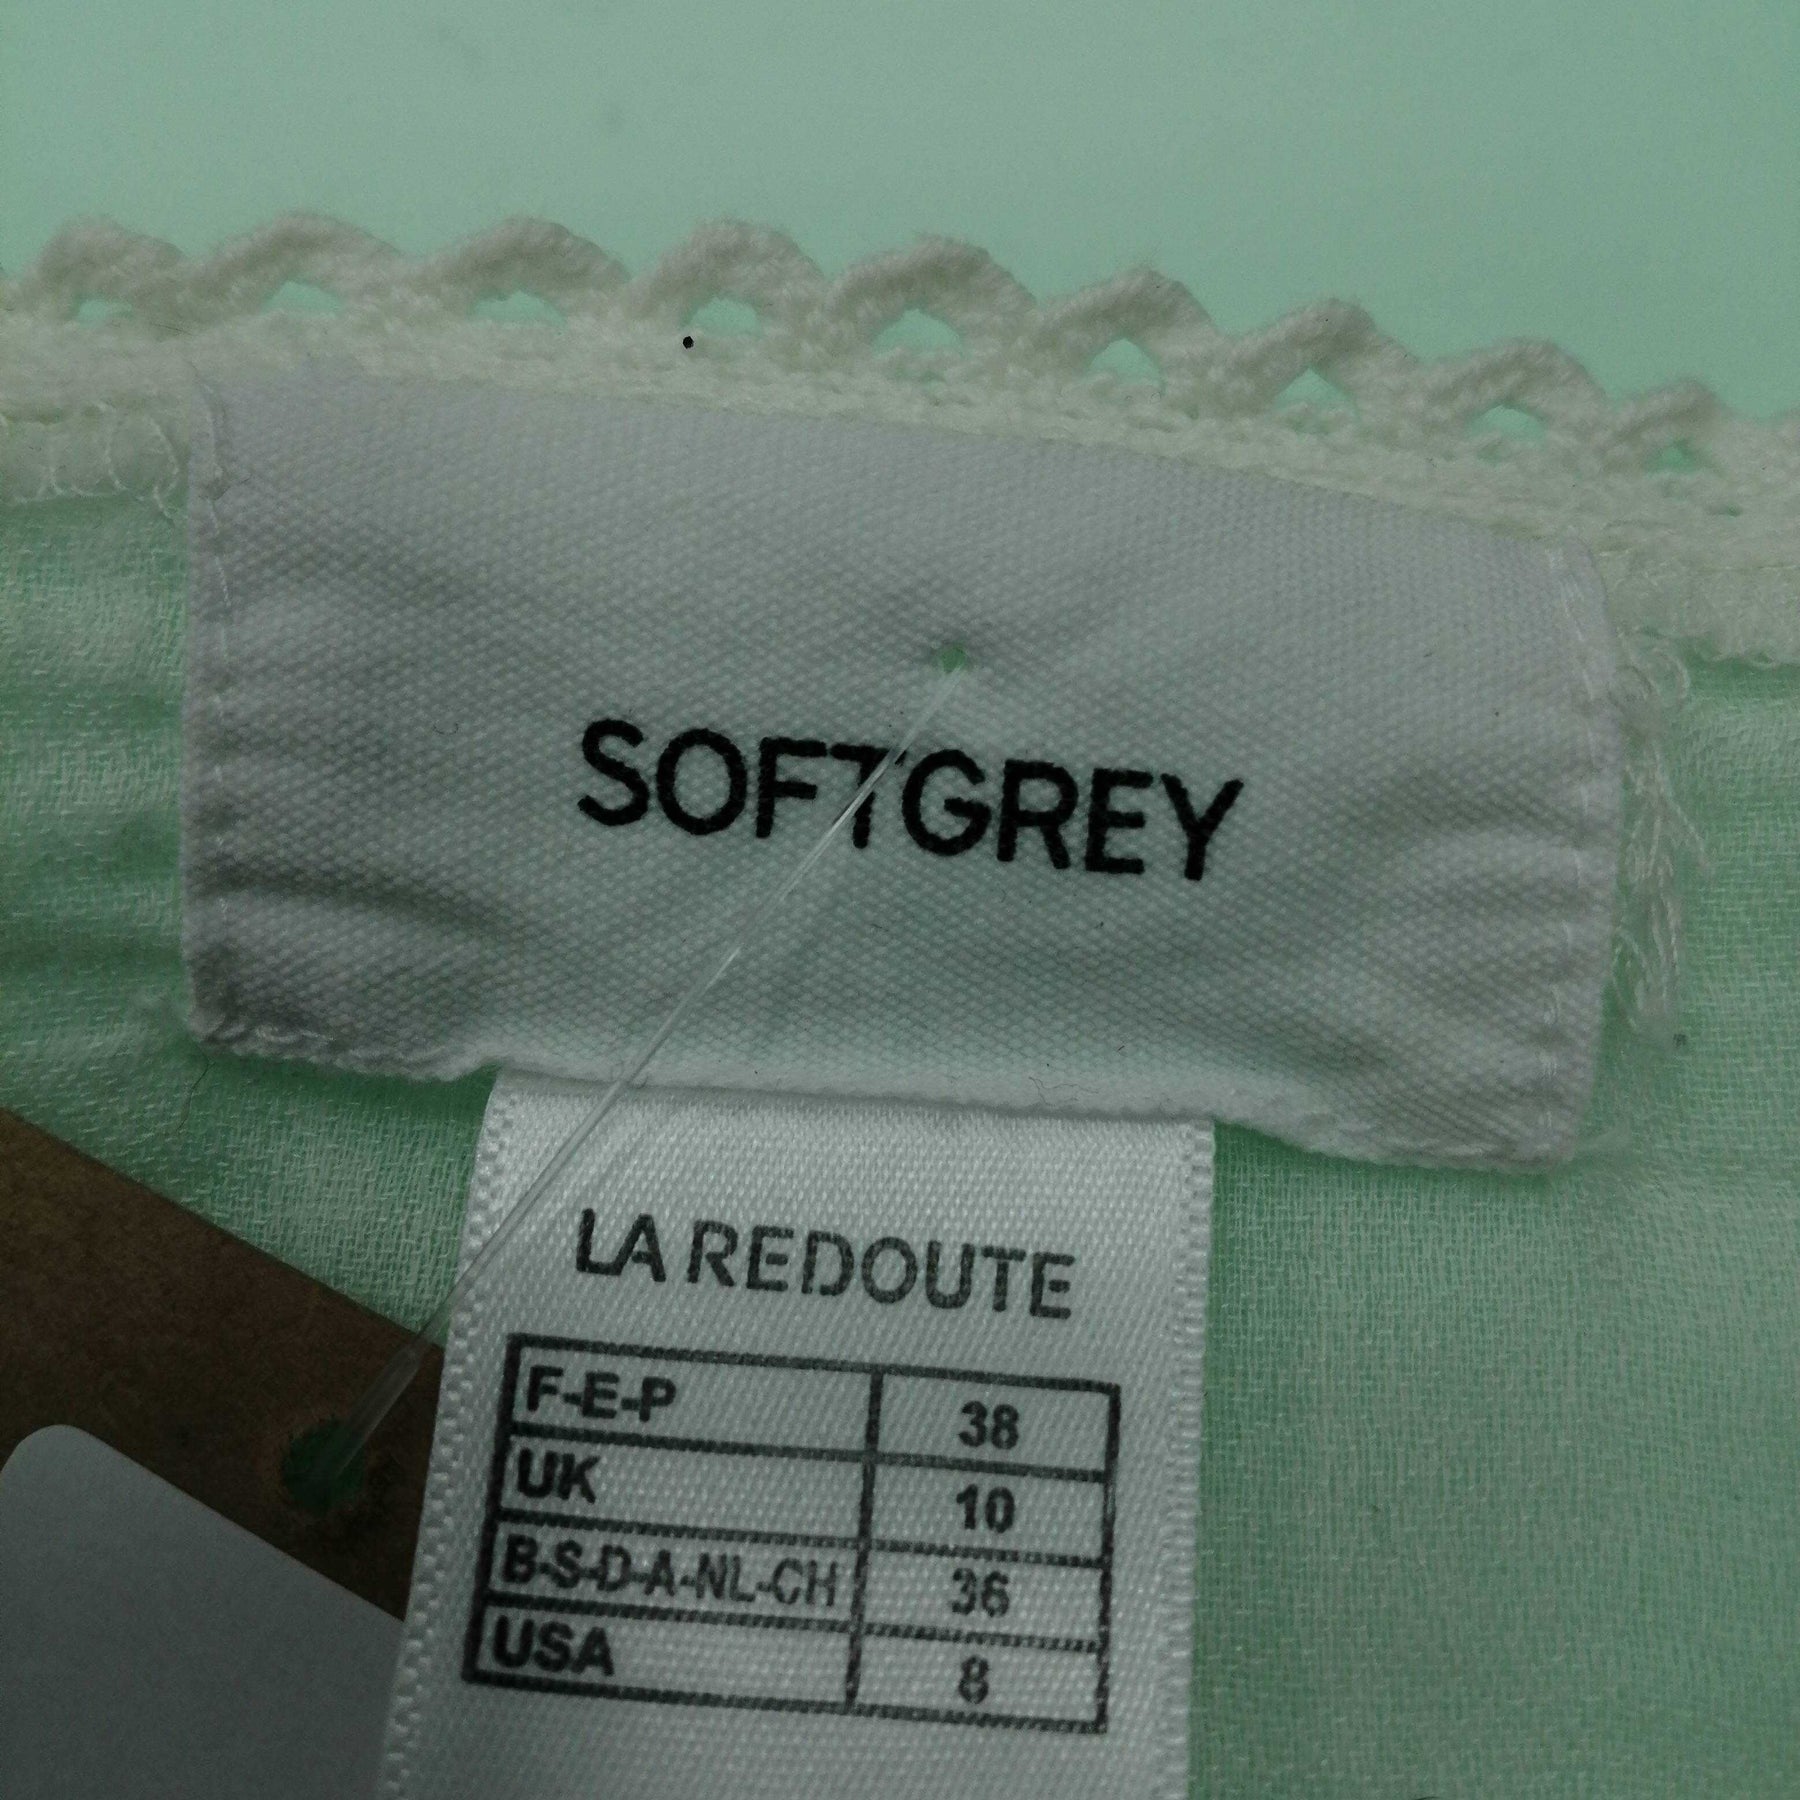 SOFTGREY
LA REDOUTE
F-E-P 38
UK 10
B-S-D-A-NL-CH 36
USA 8